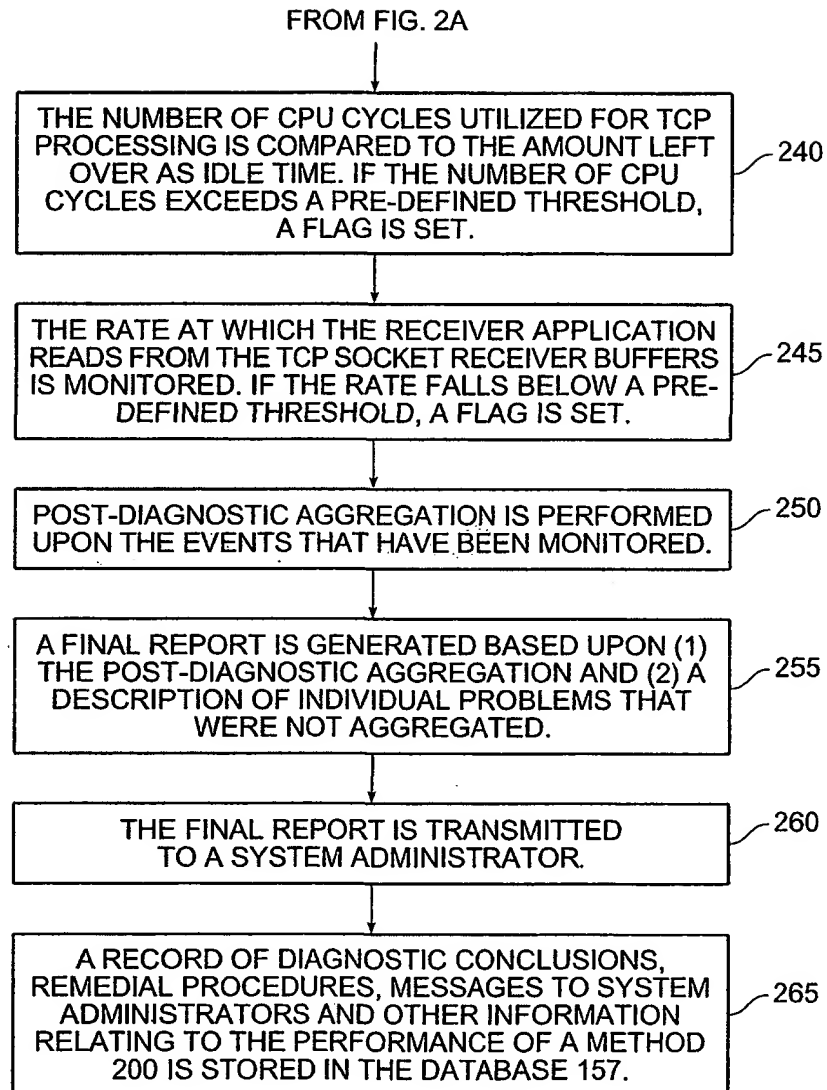 FROM FIG. 2A
THE NUMBER OF CPU CYCLES UTILIZED FOR TCP
PROCESSING IS COMPARED TO THE AMOUNT LEFT
OVER AS IDLE TIME. IF THE NUMBER OF CPU
CYCLES EXCEEDS A PRE-DEFINED THRESHOLD,
A FLAG IS SET.
240
THE RATE AT WHICH THE RECEIVER APPLICATION
READS FROM THE TCP SOCKET RECEIVER BUFFERS
IS MONITORED. IF THE RATE FALLS BELOW A PRE-
DEFINED THRESHOLD, A FLAG IS SET.
245
POST-DIAGNOSTIC AGGREGATION IS PERFORMED
UPON THE EVENTS THAT HAVE BEEN MONITORED.
250
A FINAL REPORT IS GENERATED BASED UPON (1)
THE POST-DIAGNOSTIC AGGREGATION AND (2) A
DESCRIPTION OF INDIVIDUAL PROBLEMS THAT
WERE NOT AGGREGATED.
255
THE FINAL REPORT IS TRANSMITTED
TO A SYSTEM ADMINISTRATOR.
260
A RECORD OF DIAGNOSTIC CONCLUSIONS,
REMEDIAL PROCEDURES, MESSAGES TO SYSTEM
ADMINISTRATORS AND OTHER INFORMATION
RELATING TO THE PERFORMANCE OF A METHOD
200 IS STORED IN THE DATABASE 157.
265